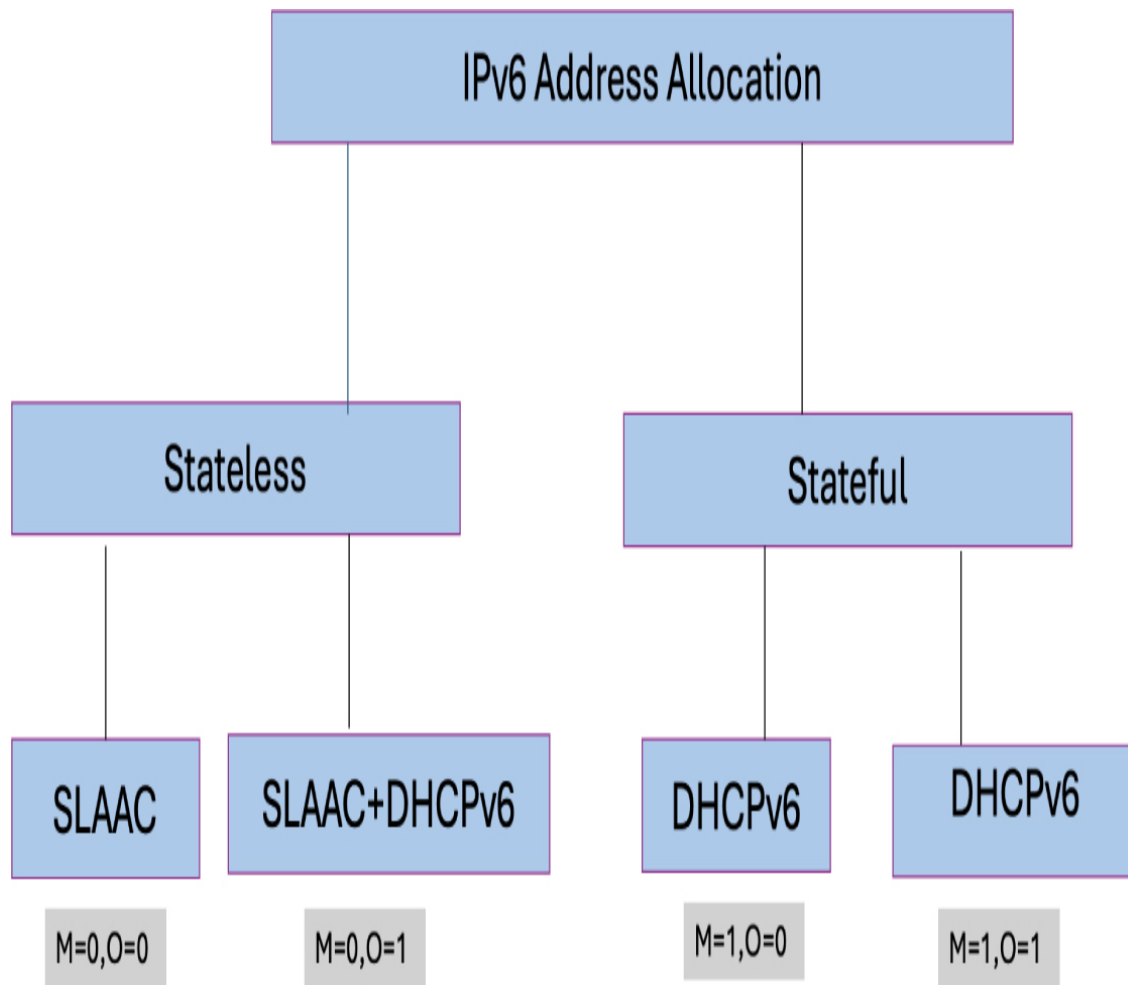 IPv6 Address Allocation
Stateless
Stateful
SLAAC
SLAAC+DHCPv6
DHCPv6
DHCPv6
M=0,O=0
M=0,O=1
M=1,O=0
M=1,O=1